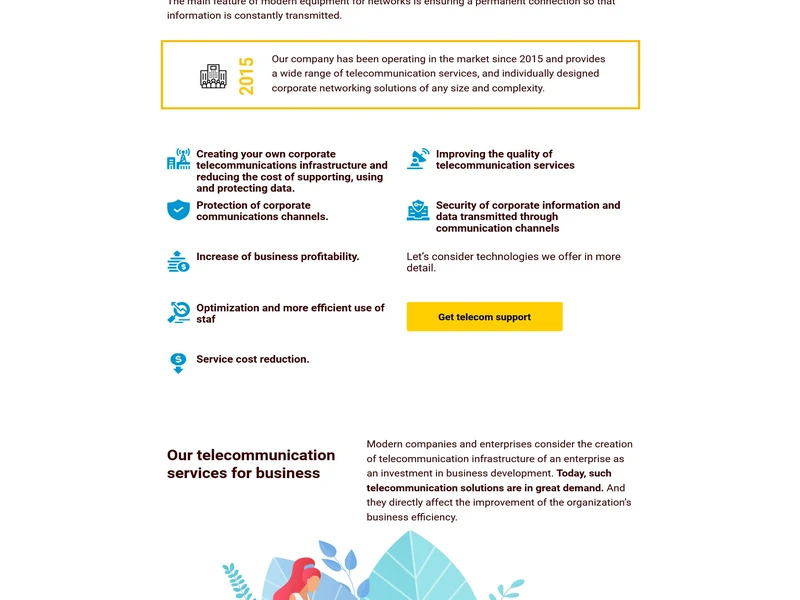 The main feature of modern equipment for networks is ensuring a permanent connection so that
information is constantly transmitted.
2015
Our company has been operating in the market since 2015 and provides
a wide range of telecommunication services, and individually designed
corporate networking solutions of any size and complexity.
Creating your own corporate
telecommunications infrastructure and
reducing the cost of supporting, using
and protecting data.
Improving the quality of
telecommunication services
Protection of corporate
communications channels.
Security of corporate information and
data transmitted through
communication channels
Increase of business profitability.
Let's consider technologies we offer in more
detail.
Optimization and more efficient use of
staf
Get telecom support
Service cost reduction.
Our telecommunication
services for business
Modern companies and enterprises consider the creation
of telecommunication infrastructure of an enterprise as
an investment in business development. Today, such
telecommunication solutions are in great demand. And
they directly affect the improvement of the organization's
business efficiency.